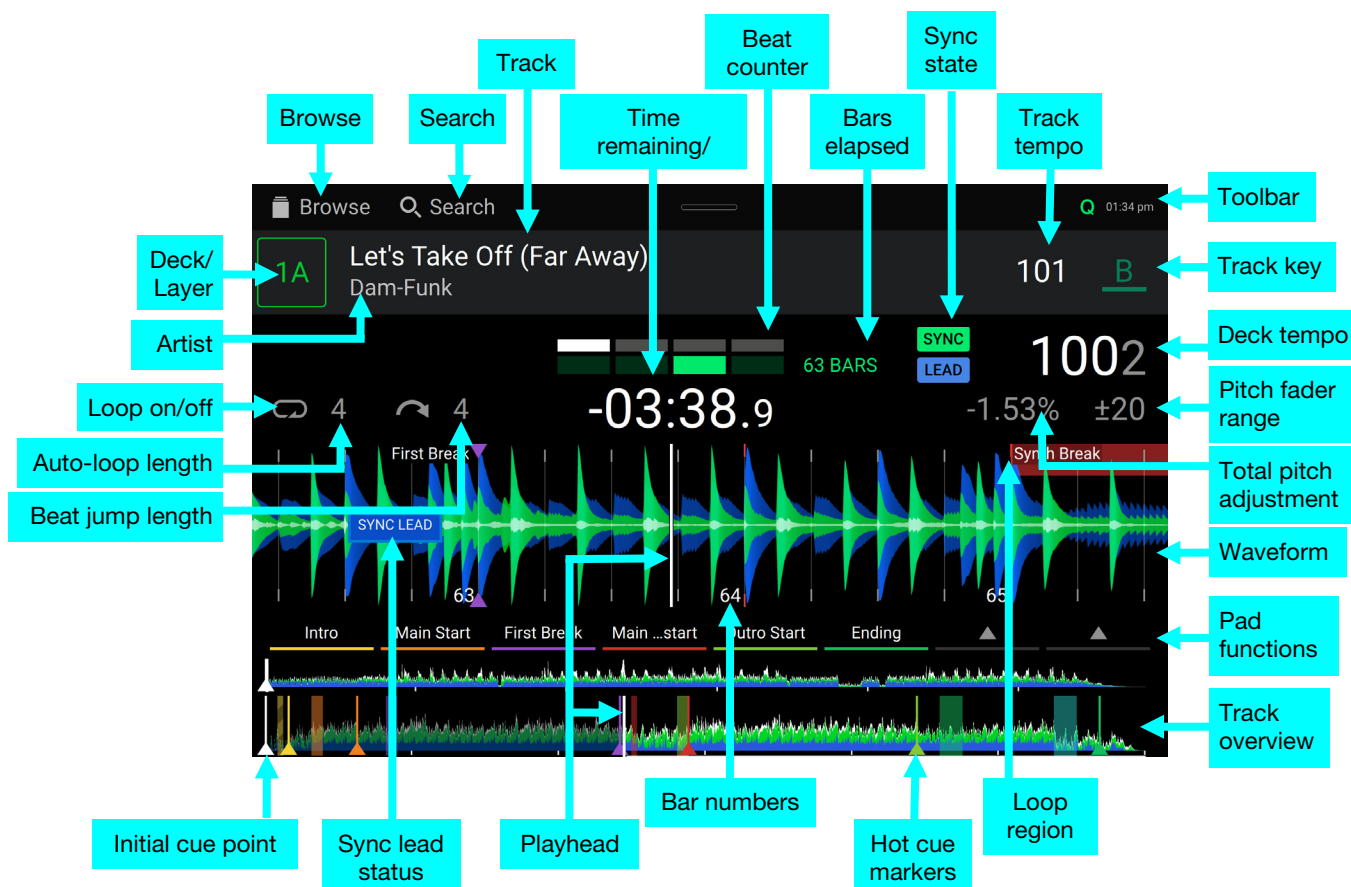 Beat
counter
Sync
state
Track
Browse
Search
Time
remaining/
Bars
elapsed
Track
tempo
Browse
Search
Q 01:34 pm
Toolbar
Deck/
Layer
1A
Let's Take Off (Far Away)
Dam-Funk
101
B
Track key
Artist
63 BARS
SYNC
LEAD
1002
Deck tempo
Loop on/off
4
4
-03:38.9
-1.53%
±20
Pitch fader
range
Auto-loop length
First Break
Synth Break
Total pitch
adjustment
Beat jump length
SYNC LEAD
Waveform
63
64
65
Intro
Main Start
First Break
Main ...start
Outro Start
Ending
Pad
functions
Track
overview
Initial cue point
Sync lead
status
Playhead
Bar numbers
Hot cue
markers
Loop
region